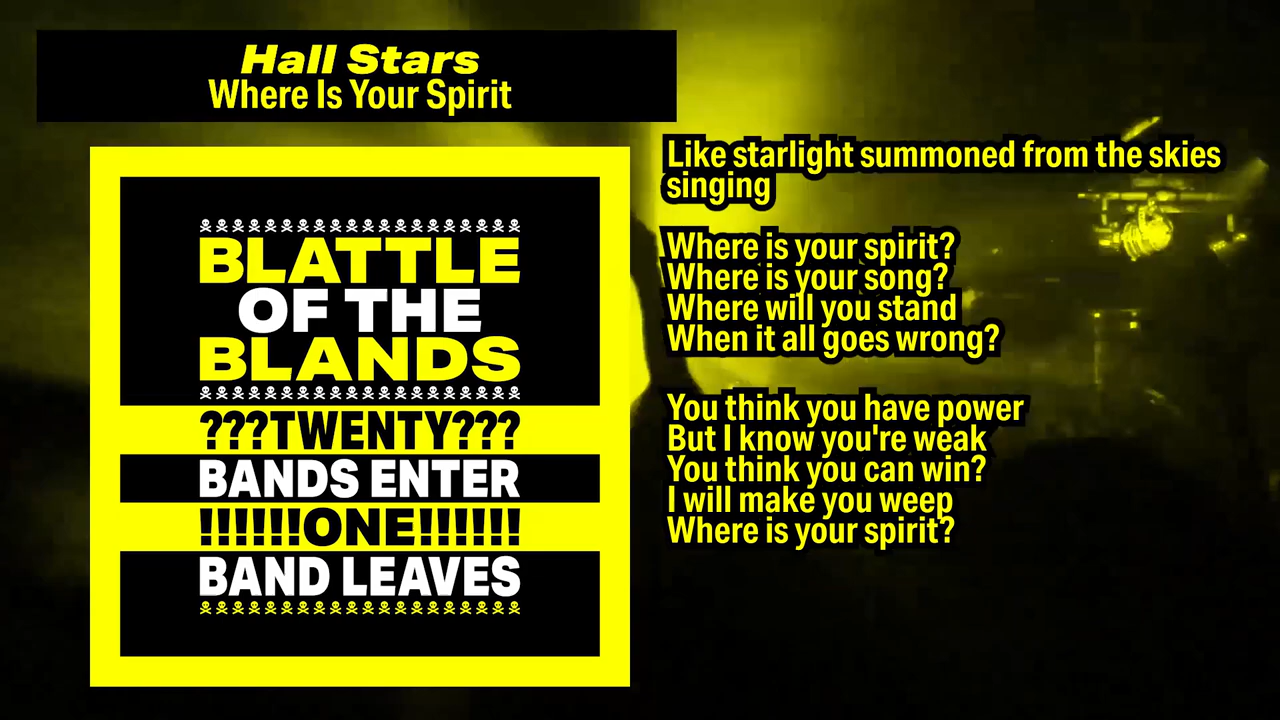 Hall Stars
Where Is Your Spirit
BLATTLE
OF THE
BLANDS
???TWENTY???
BANDS ENTER
!!!!!!ONE!!!!!!
BAND LEAVES
Like starlight summoned from the skies
singing
Where is your spirit?
Where is your song?
Where will you stand
When it all goes wrong?
You think you have power
But I know you're weak
You think you can win?
I will make you weep
Where is your spirit?